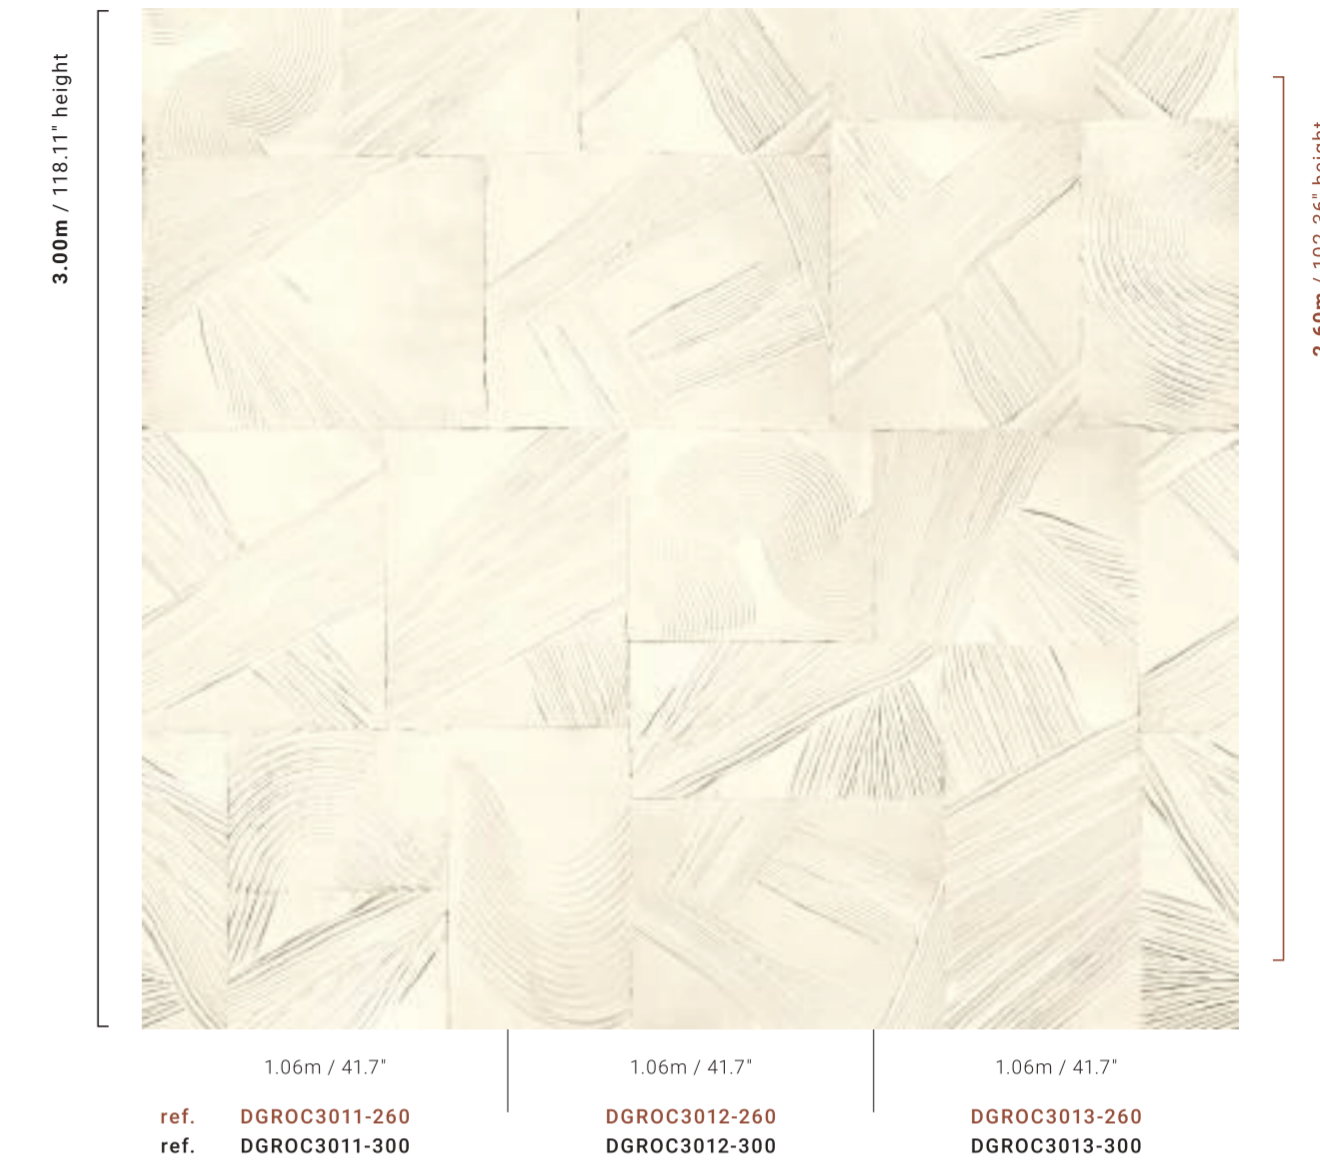 3.00m / 118.11" height
1.06m / 41.7"
1.06m / 41.7"
1.06m / 41.7"
ref. DGROC3011-260 DGROC3012-260 DGROC3013-260
ref. DGROC3011-300 DGROC3012-300 DGROC3013-300